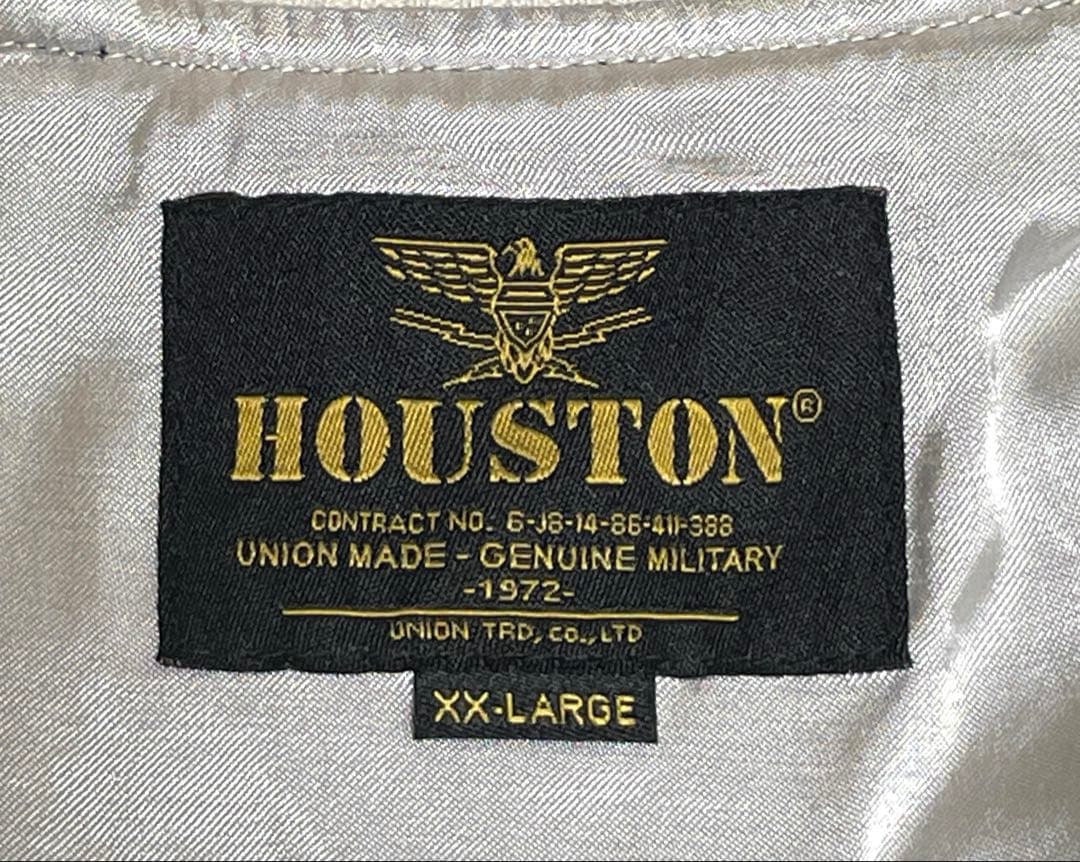 HOUSTON®
CONTRACT NO. 6-J8-14-86-411-388
UNION MADE - GENUINE MILITARY
-1972-
UNION TRD, CO., LTD
XX-LARGE